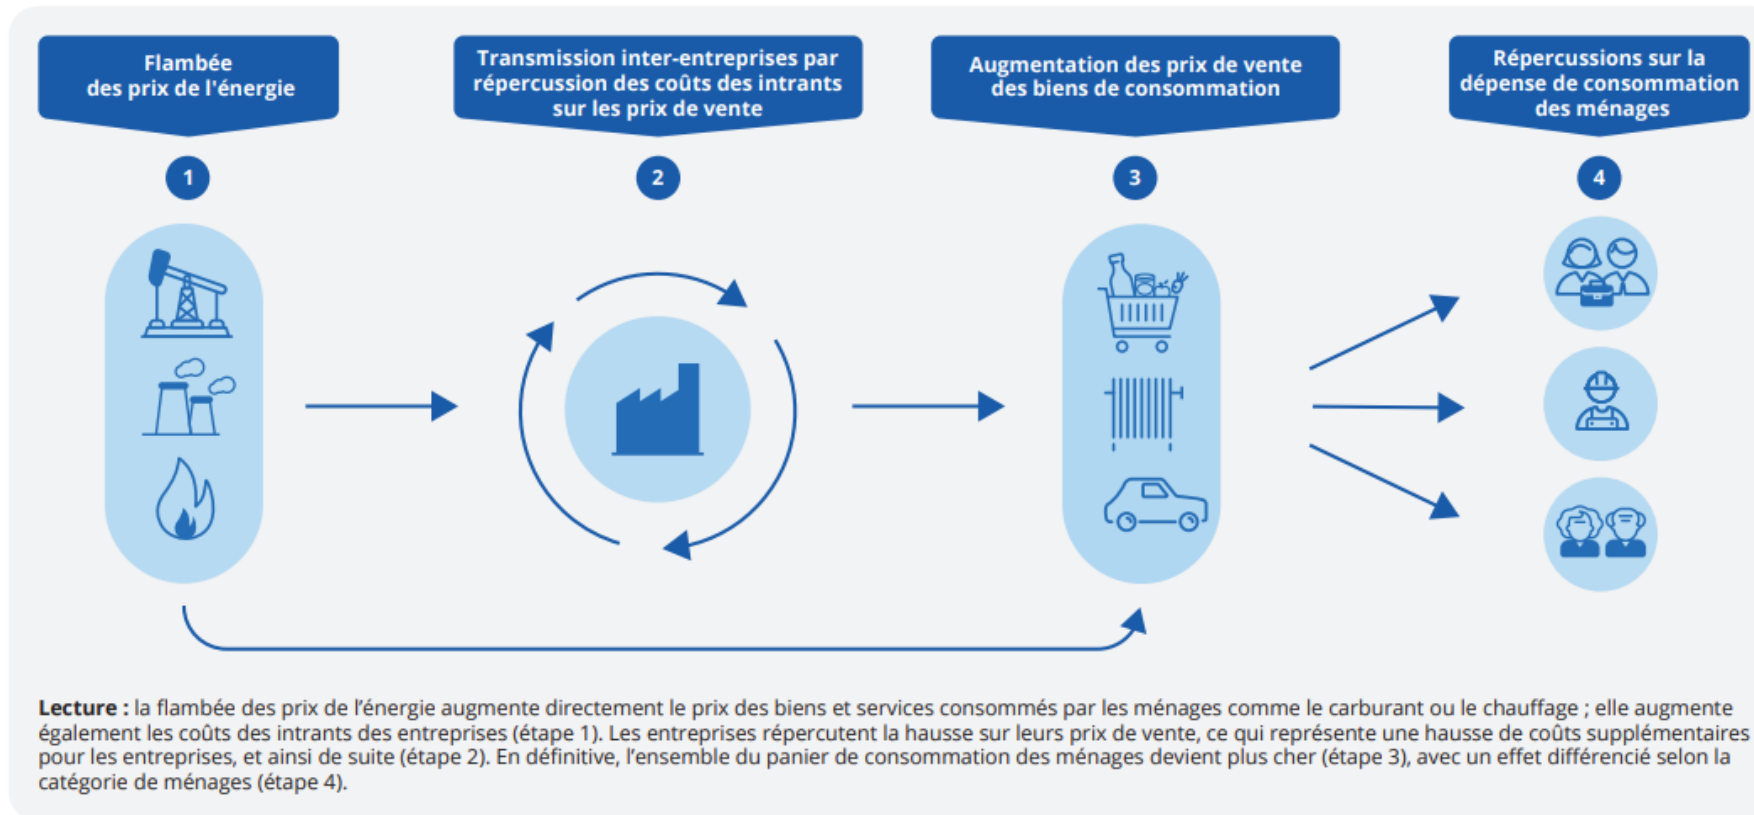 Flambée
des prix de l'énergie
Transmission inter-entreprises par
répercussion des coûts des intrants
sur les prix de vente
Augmentation des prix de vente
des biens de consommation
Répercussions sur la
dépense de consommation
des ménages
1
2
3
4
Lecture : la flambée des prix de l’énergie augmente directement le prix des biens et services consommés par les ménages comme le carburant ou le chauffage ; elle augmente
également les coûts des intrants des entreprises (étape 1). Les entreprises répercutent la hausse sur leurs prix de vente, ce qui représente une hausse de coûts supplémentaires
pour les entreprises, et ainsi de suite (étape 2). En définitive, l’ensemble du panier de consommation des ménages devient plus cher (étape 3), avec un effet différencié selon la
catégorie de ménages (étape 4).